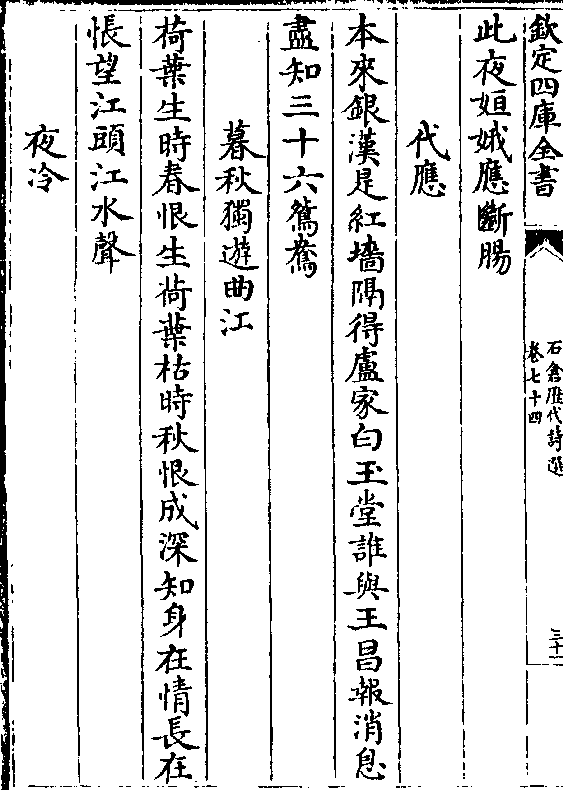 欽定四庫全書
石倉歷代詩選
卷七十四
三十一
此夜姮娥應斷腸
代應
本來銀漢是紅墻隔得盧家白玉堂誰與王昌報消息
盡知三十六鴛鴦
暮秋獨遊曲江
荷葉生時春恨生荷葉枯時秋恨成深知身在情長在
悵望江頭江水聲
夜冷